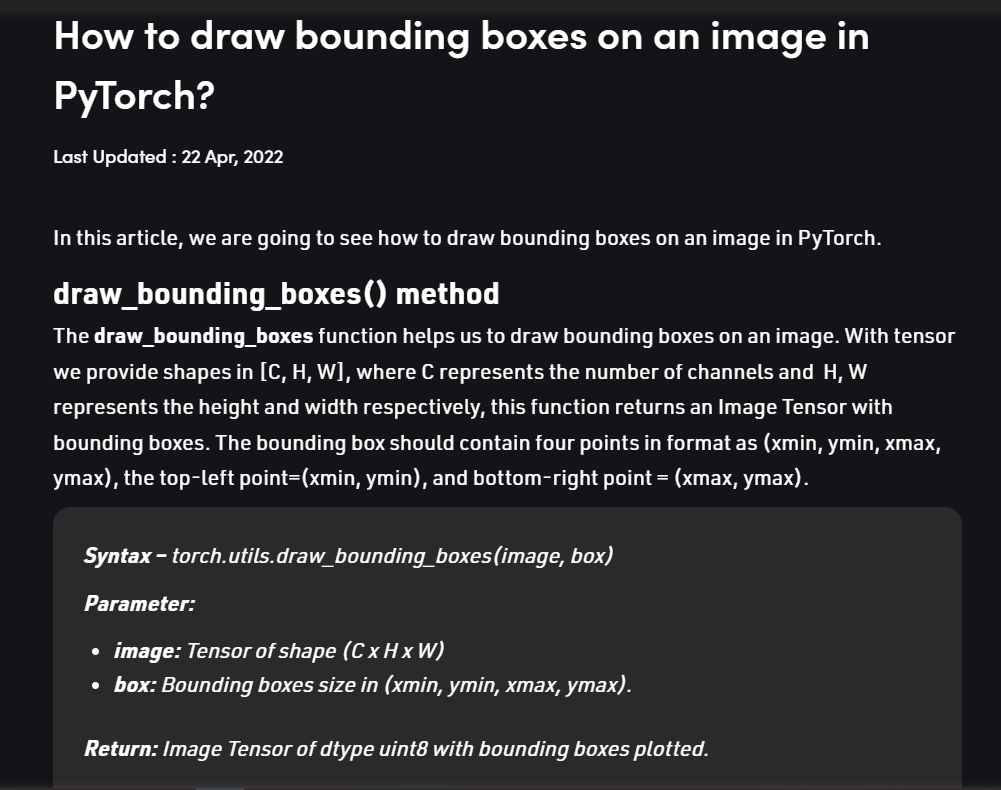 How to draw bounding boxes on an image in
PyTorch?
Last Updated : 22 Apr, 2022
In this article, we are going to see how to draw bounding boxes on an image in PyTorch.
draw_bounding_boxes() method
The draw_bounding_boxes function helps us to draw bounding boxes on an image. With tensor
we provide shapes in [C, H, W], where C represents the number of channels and  H, W
represents the height and width respectively, this function returns an Image Tensor with
bounding boxes. The bounding box should contain four points in format as (xmin, ymin, xmax,
ymax), the top-left point=(xmin, ymin), and bottom-right point = (xmax, ymax).
Syntax – torch.utils.draw_bounding_boxes(image, box)
Parameter:
• image: Tensor of shape (C x H x W)
• box: Bounding boxes size in (xmin, ymin, xmax, ymax).
Return: Image Tensor of dtype uint8 with bounding boxes plotted.